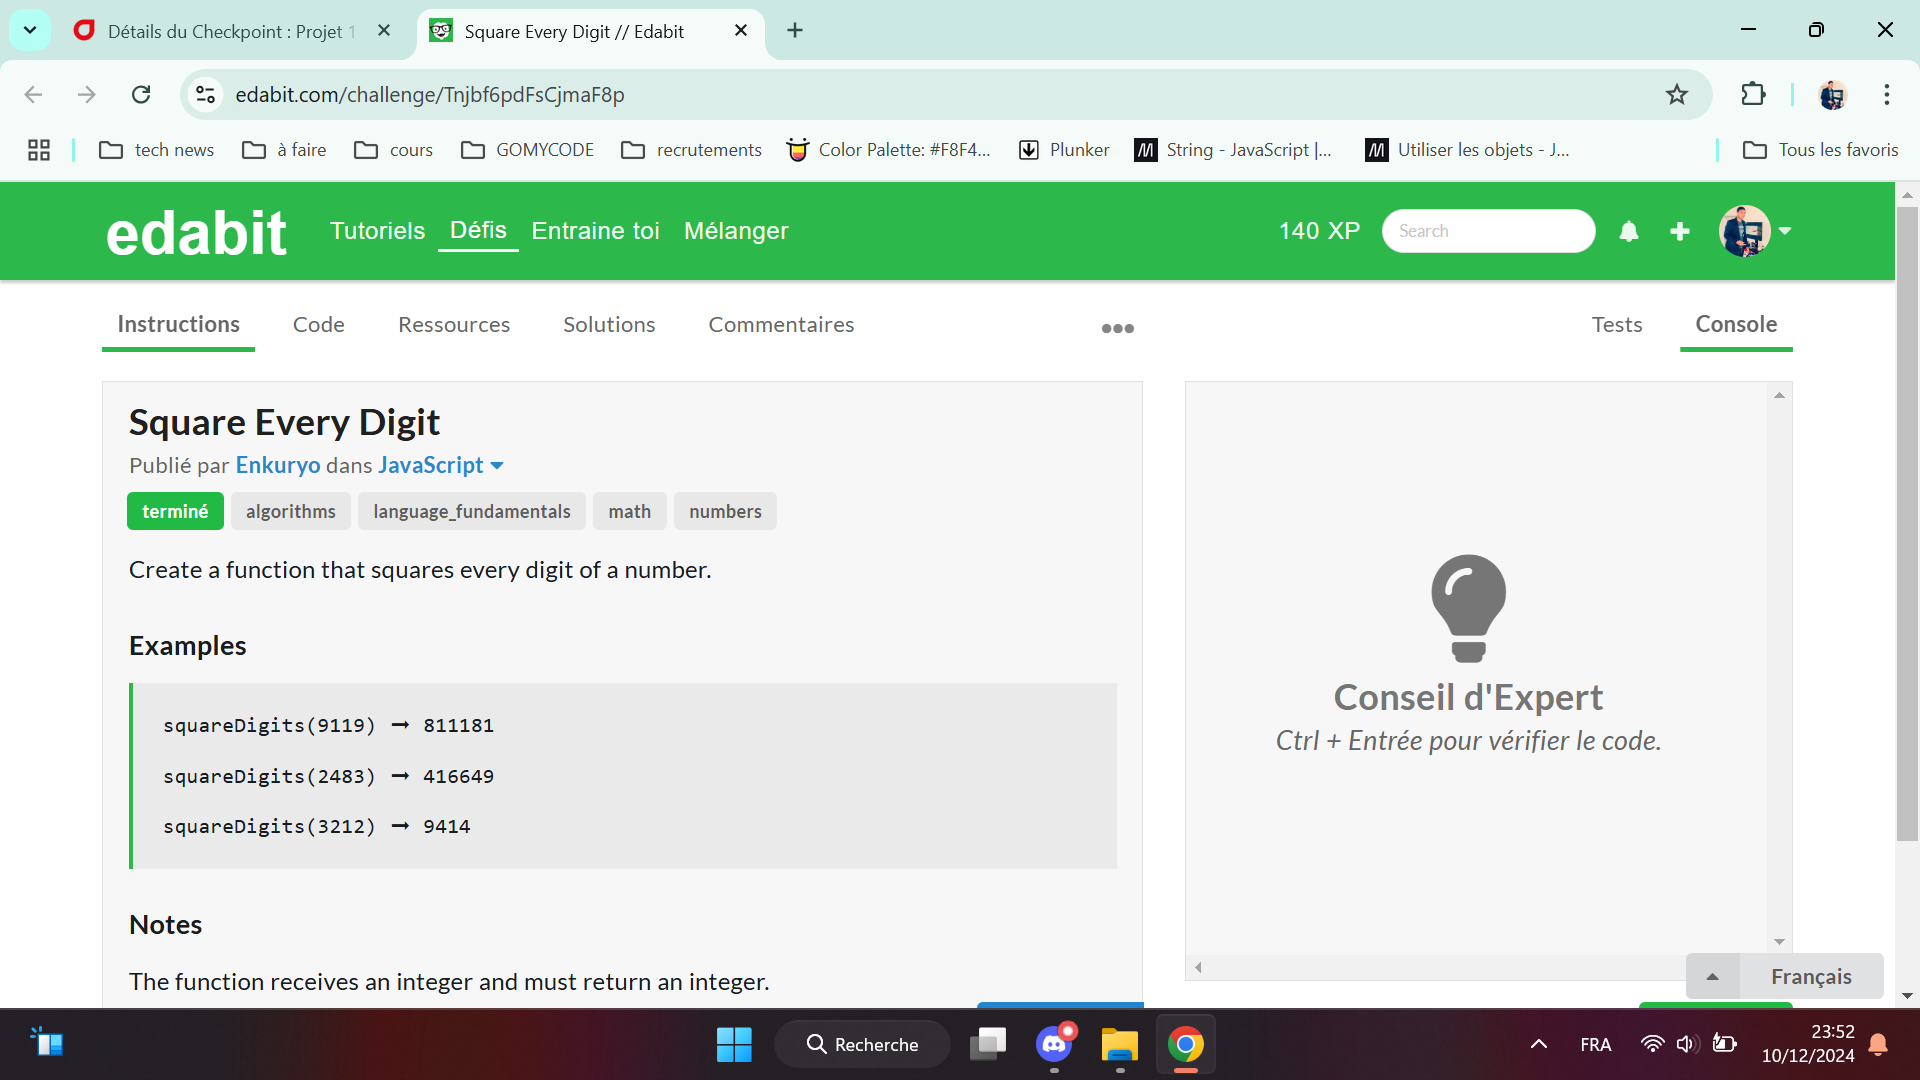 Détails du Checkpoint : Projet 1
Square Every Digit // Edabit
edabit.com/challenge/Tnjbf6pdFsCjmaF8p
tech news
à faire
cours
GOMYCODE
recrutements
Color Palette: #F8F4...
Plunker
String - JavaScript |...
Utiliser les objets - J...
Tous les favoris
edabit
Tutoriels
Défis
Entraine toi
Mélanger
140 XP
Search
Instructions
Code
Ressources
Solutions
Commentaires
Tests
Console
Square Every Digit
Publié par Enkuryo dans JavaScript
terminé
algorithms
language_fundamentals
math
numbers
Create a function that squares every digit of a number.
Examples
squareDigits(9119) ➞ 811181
squareDigits(2483) ➞ 416649
squareDigits(3212) ➞ 9414
Notes
The function receives an integer and must return an integer.
Conseil d'Expert
Ctrl + Entrée pour vérifier le code.
Français
Recherche
FRA
23:52
10/12/2024